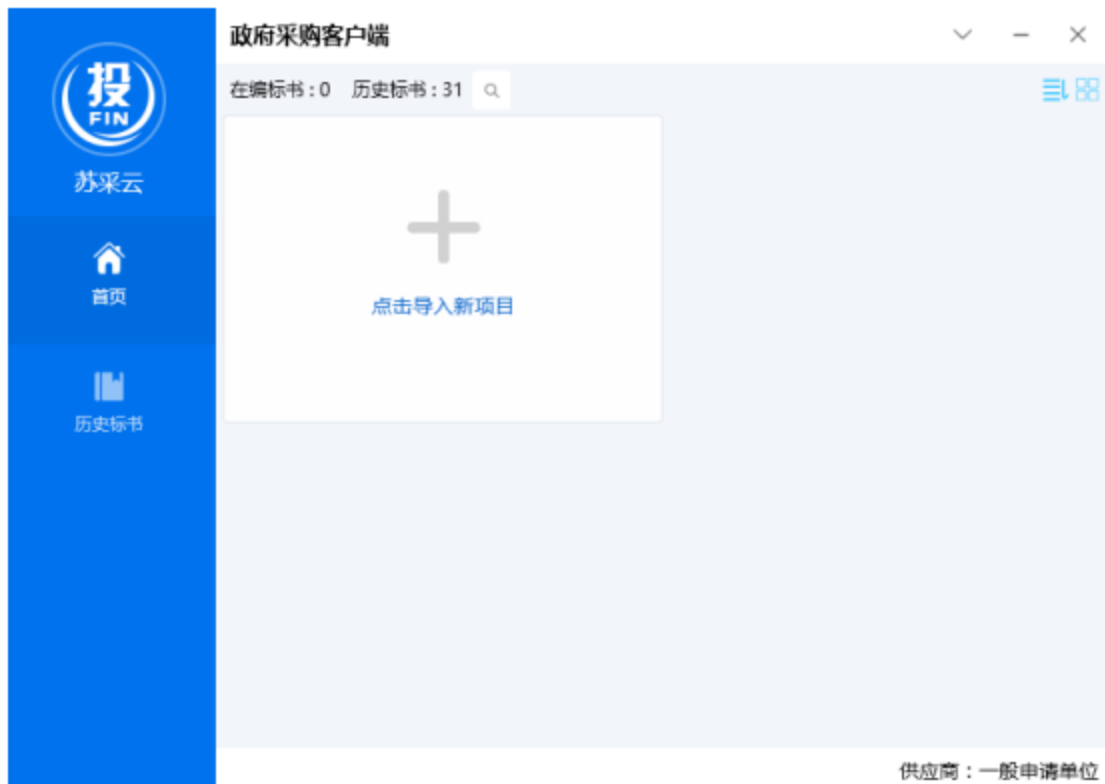 政府采购客户端
投
FIN
苏采云
在编标书：0 历史标书：31
首页
点击导入新项目
历史标书
供应商：一般申请单位